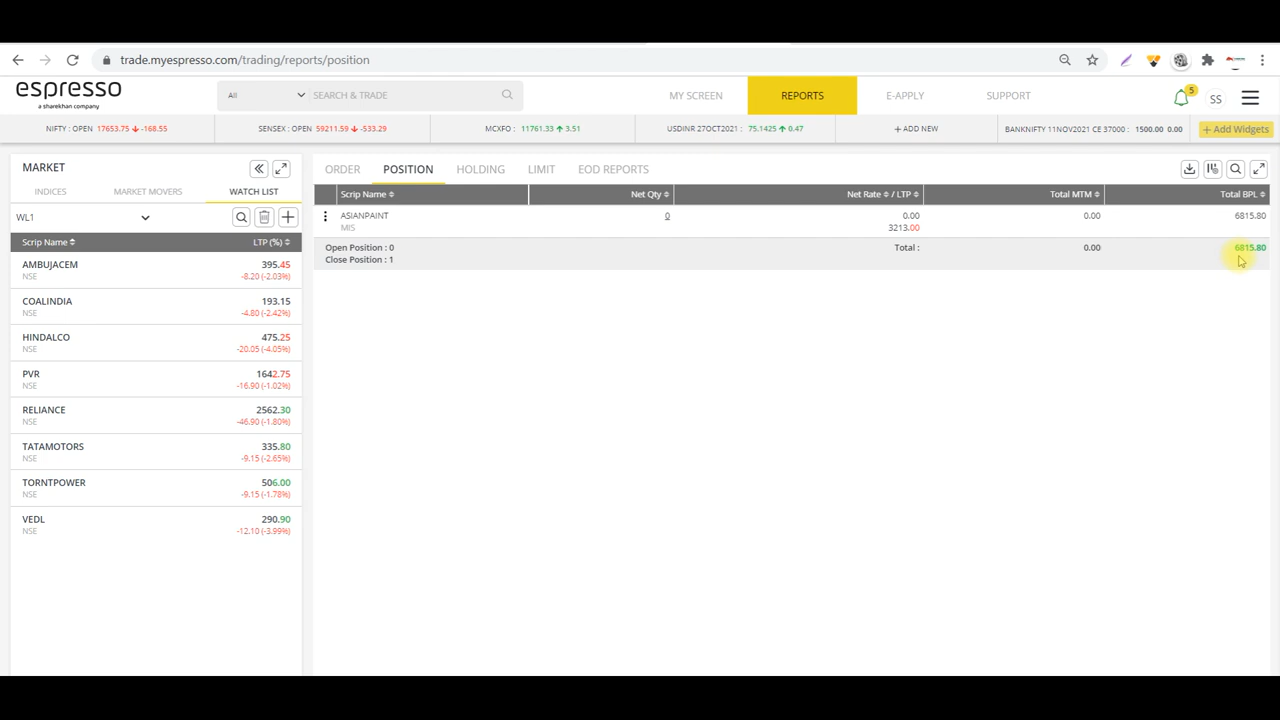 trade.myespresso.com/trading/reports/position
espresso
a sharekhan company
All
SEARCH & TRADE
MY SCREEN
REPORTS
E-APPLY
SUPPORT
5
SS
NIFTY : OPEN 17653.75 -168.55
SENSEX : OPEN 59211.59 -533.29
MCXFO : 11761.33 3.51
USDINR 27OCT2021 : 75.1425 0.47
+ ADD NEW
BANKNIFTY 11NOV2021 CE 37000 : 1500.00 0.00
+ Add Widgets
MARKET
INDICES
MARKET MOVERS
WATCH LIST
WL1
Scrip Name LTP (%)
AMBUJACEM 395.45
NSE -8.20 (-2.03%)
COALINDIA 193.15
NSE -4.80 (-2.42%)
HINDALCO 475.25
NSE -20.05 (-4.05%)
PVR 1642.75
NSE -16.90 (-1.02%)
RELIANCE 2562.30
NSE -46.90 (-1.80%)
TATAMOTORS 335.80
NSE -9.15 (-2.65%)
TORNTPOWER 506.00
NSE -9.15 (-1.78%)
VEDL 290.90
NSE -12.10 (-3.99%)
ORDER
POSITION
HOLDING
LIMIT
EOD REPORTS
Scrip Name Net Qty Net Rate / LTP Total MTM Total BPL
ASIANPAINT 0 0.00 0.00 6815.80
MIS 3213.00
Open Position : 0 Total : 0.00 6815.80
Close Position : 1